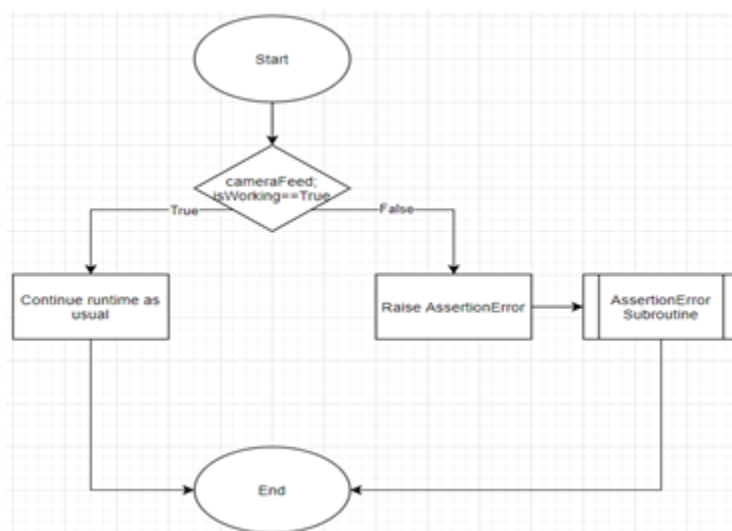 Start
cameraFeed;
isWorking==True
True
False
Continue runtime as
usual
Raise AssertionError
AssertionError
Subroutine
End